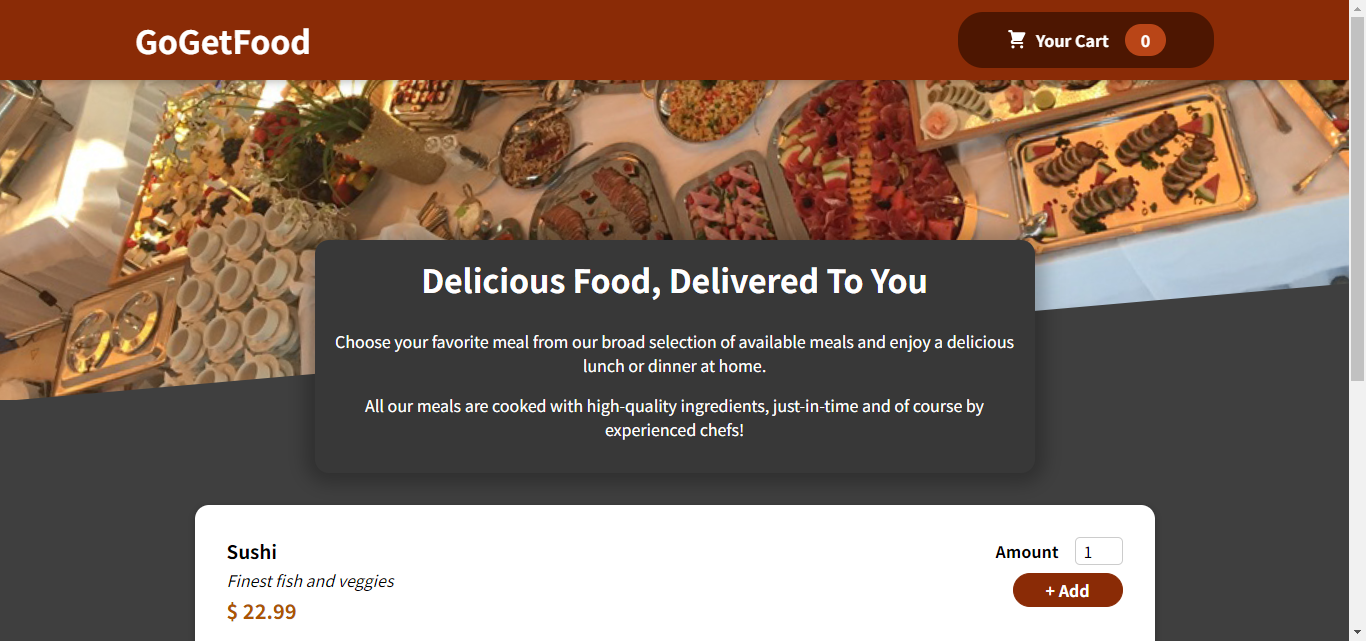 GoGetFood
Your Cart 0
Delicious Food, Delivered To You
Choose your favorite meal from our broad selection of available meals and enjoy a delicious
lunch or dinner at home.
All our meals are cooked with high-quality ingredients, just-in-time and of course by
experienced chefs!
Sushi
Finest fish and veggies
$ 22.99
Amount 1
+ Add